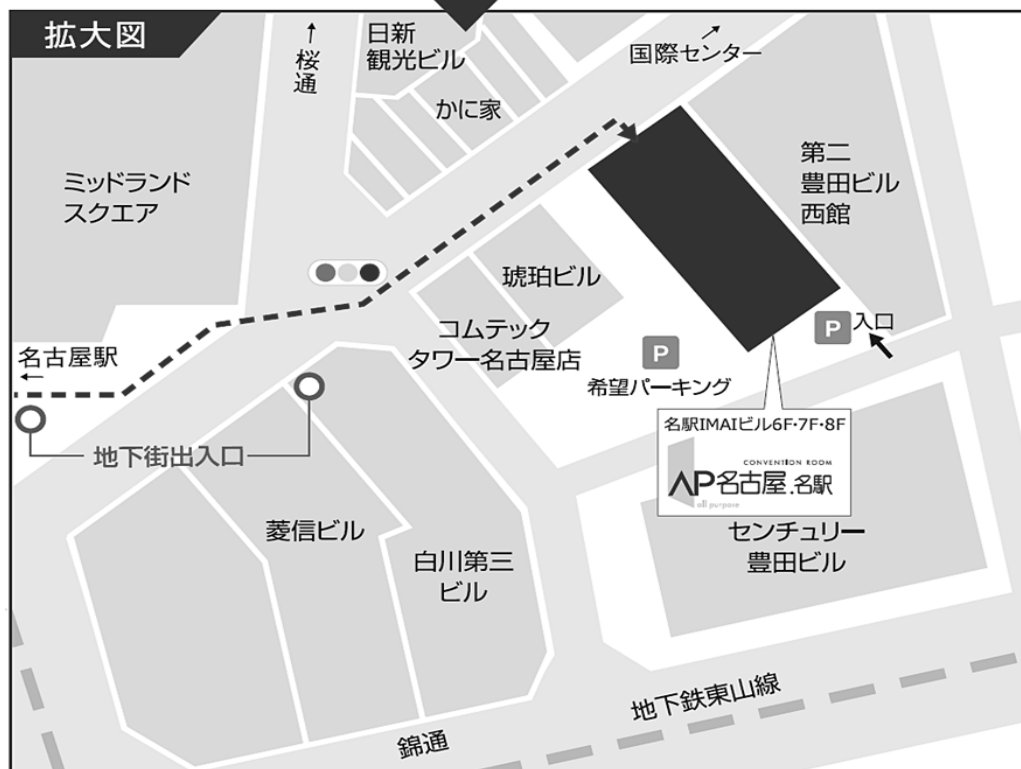 拡大図
↑
桜通
日新
観光ビル
かに家
↗
国際センター
ミッドランド
スクエア
第二
豊田ビル
西館
琥珀ビル
コムテック
タワー名古屋店
P
希望パーキング
P
入口
名古屋駅
←
地下街出入口
名駅IMAIビル6F・7F・8F
CONVENTION ROOM
AP名古屋.名駅
all purpose
菱信ビル
白川第三
ビル
センチュリー
豊田ビル
地下鉄東山線
錦通